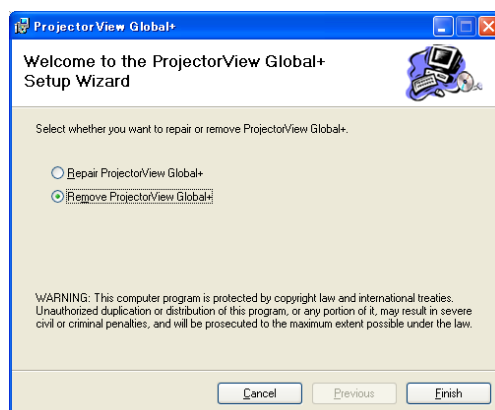 ProjectorView Global+
Welcome to the ProjectorView Global+
Setup Wizard
Select whether you want to repair or remove ProjectorView Global+.
Repair ProjectorView Global+
Remove ProjectorView Global+
WARNING: This computer program is protected by copyright law and international treaties.
Unauthorized duplication or distribution of this program, or any portion of it, may result in severe
civil or criminal penalties, and will be prosecuted to the maximum extent possible under the law.
Cancel
Previous
Finish